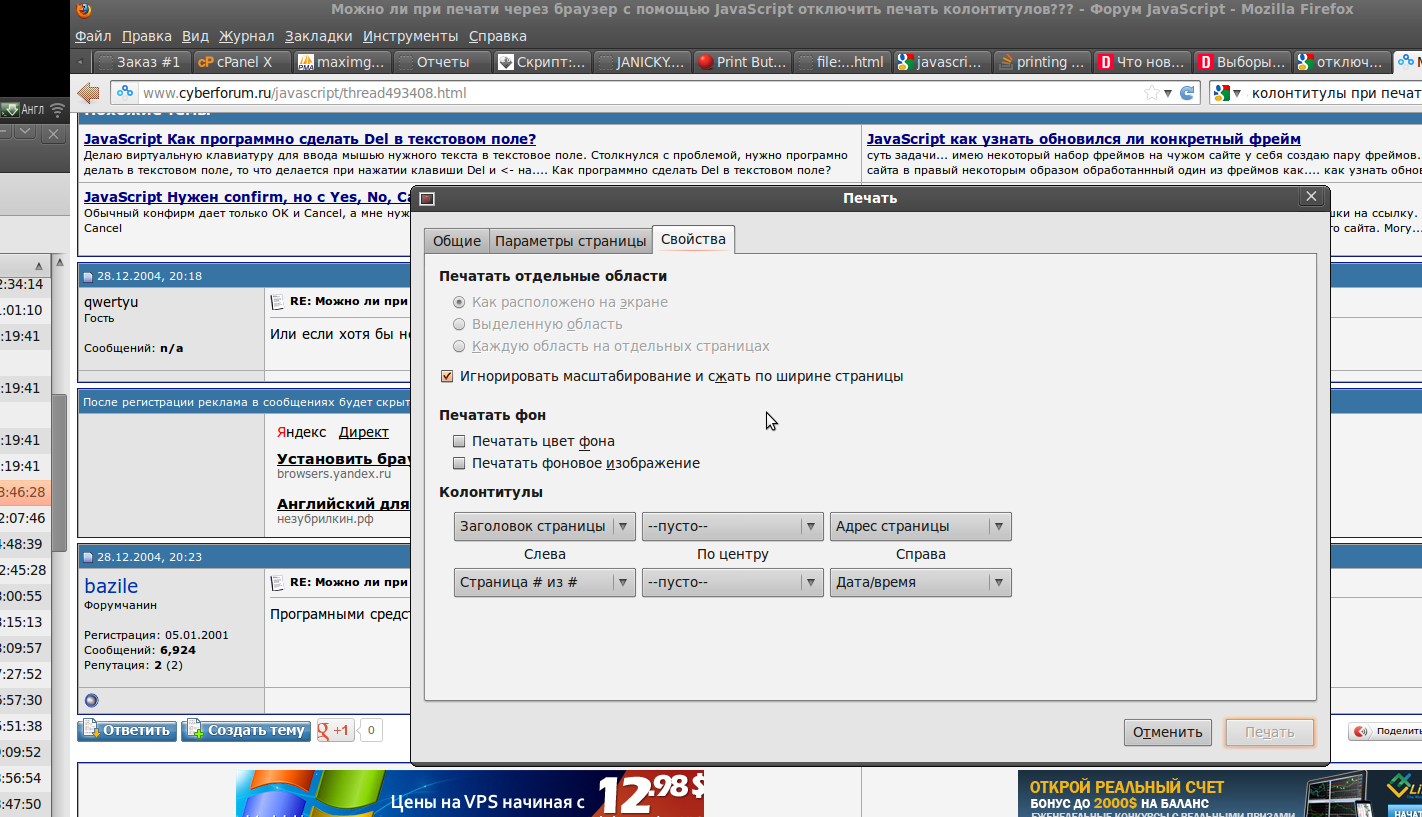 Можно ли при печати через браузер с помощью JavaScript отключить печать колонтитулов??? - Форум JavaScript - Mozilla Firefox
Файл Правка Вид Журнал Закладки Инструменты Справка
Заказ #1 cPanel X maximg... Отчеты Скрипт:... JANICKY.... Print But... file:...html javascri... printing ... Что нов... Выборы... отключ...
www.cyberforum.ru/javascript/thread493408.html
колонтитулы при печат
Англ
JavaScript Как программно сделать Del в текстовом поле?
Делаю виртуальную клавиатуру для ввода мышью нужного текста в текстовое поле. Столкнулся с проблемой, нужно програмно
делать в текстовом поле, то что делается при нажатии клавиши Del и <- на.... Как программно сделать Del в текстовом поле?
JavaScript как узнать обновился ли конкретный фрейм
суть задачи... имею некоторый набор фреймов на чужом сайте у себя создаю пару фреймов.
сайта в правый некоторым образом обработаннный один из фреймов как.... как узнать обнов
JavaScript Нужен confirm, но с Yes, No, Ca
Обычный конфирм дает только OK и Cancel, а мне нуж
Cancel
шки на ссылку.
го сайта. Могу...
28.12.2004, 20:18
qwertyu
Гость
Сообщений: n/a
RE: Можно ли при
Или если хотя бы не
После регистрации реклама в сообщениях будет скрыт
Яндекс Директ
Установить брау
browsers.yandex.ru
Английский для
незубрилкин.рф
28.12.2004, 20:23
bazile
Форумчанин
Регистрация: 05.01.2001
Сообщений: 6,924
Репутация: 2 (2)
RE: Можно ли при
Програмными средст
Ответить Создать тему +1 0
Поделить
Печать
Общие Параметры страницы Свойства
Печатать отдельные области
Как расположено на экране
Выделенную область
Каждую область на отдельных страницах
Игнорировать масштабирование и сжать по ширине страницы
Печатать фон
Печатать цвет фона
Печатать фоновое изображение
Колонтитулы
Заголовок страницы --пусто-- Адрес страницы
Слева По центру Справа
Страница # из # --пусто-- Дата/время
Отменить Печать
2:34:14
:01:10
:19:41
:19:41
:19:41
:19:41
3:46:28
2:07:46
:48:39
2:45:28
:00:55
:15:13
:09:57
:27:52
:57:30
:51:38
:09:52
:56:54
:47:50
Цены на VPS начиная с 12.98$
ОТКРОЙ РЕАЛЬНЫЙ СЧЕТ
БОНУС ДО 2000$ НА БАЛАНС
ЕЖЕНЕДЕЛЬНЫЕ КОНКУРСЫ С РЕАЛЬНЫМИ ПРИЗАМИ